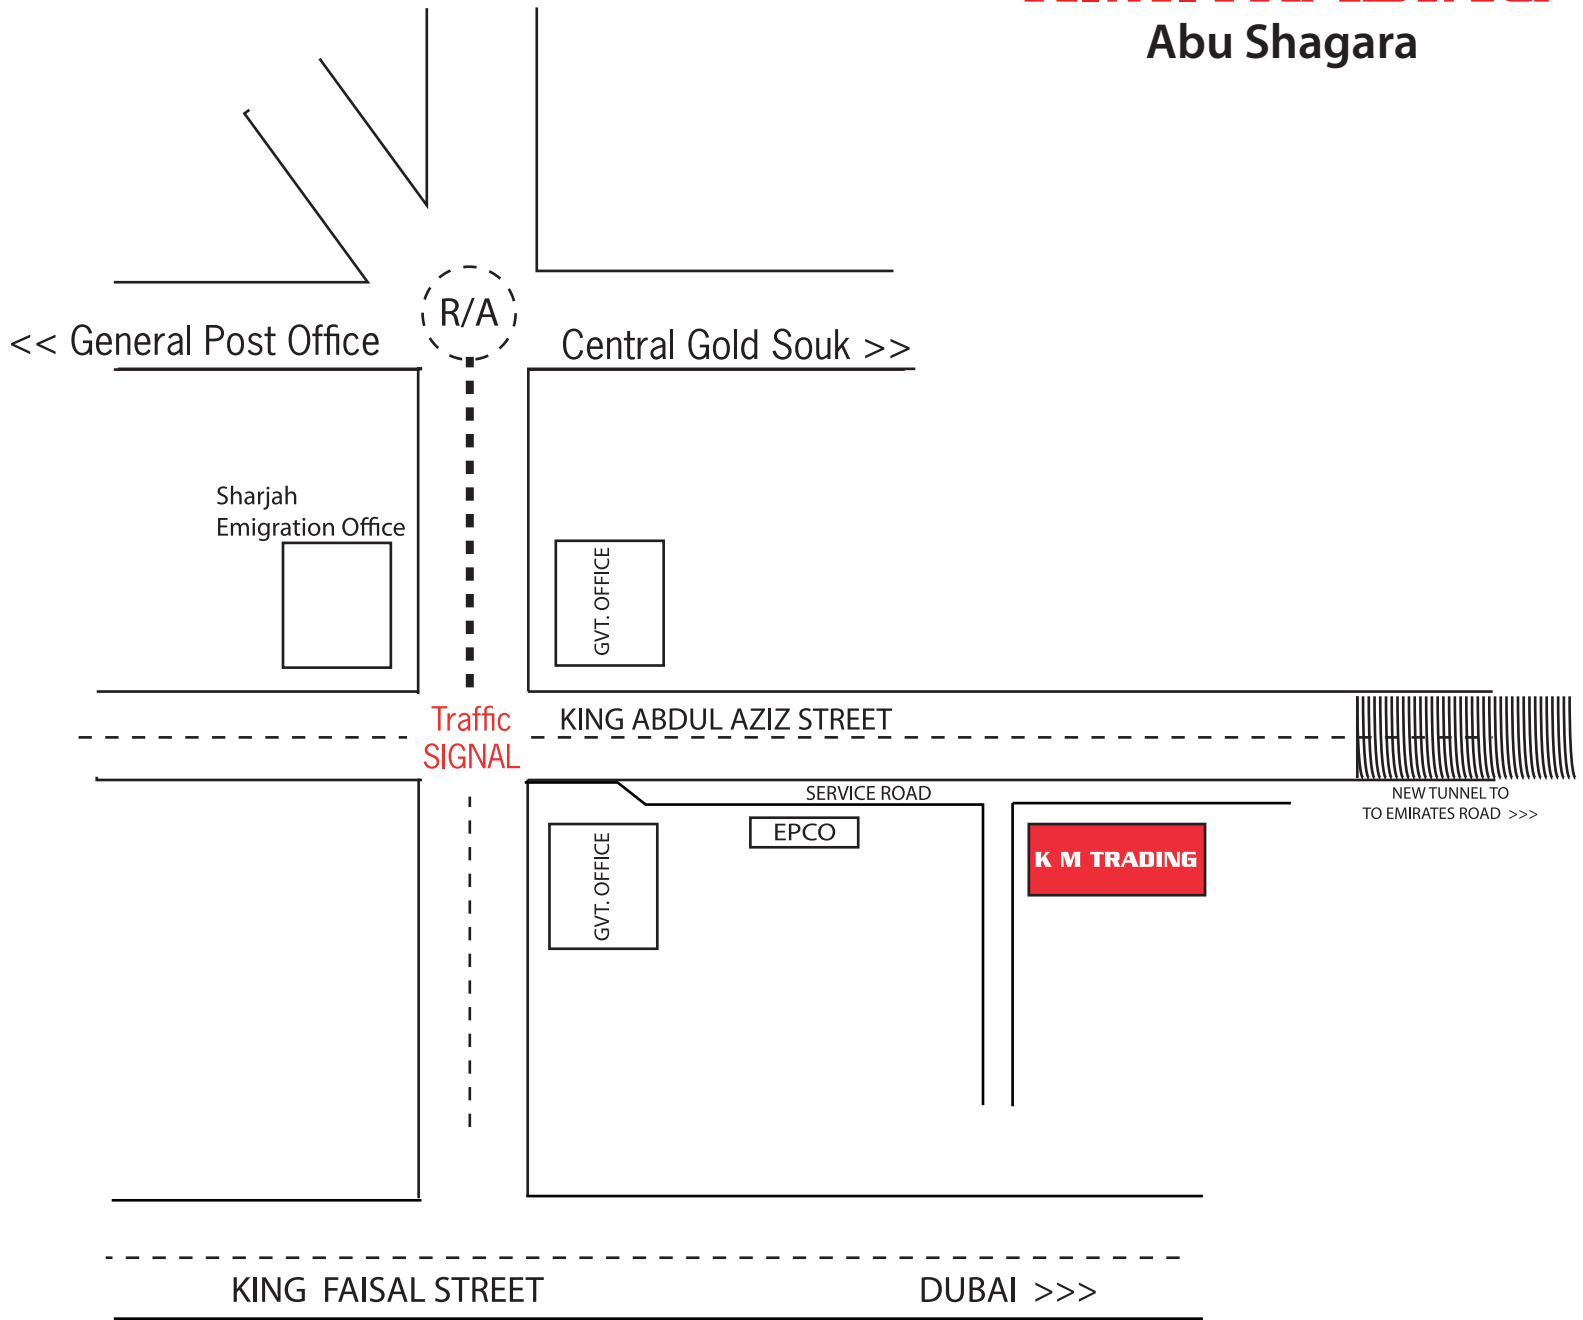 Abu Shagara
R/A
<< General Post Office
Central Gold Souk >>
Sharjah
Emigration Office
GVT. OFFICE
Traffic
SIGNAL
KING ABDUL AZIZ STREET
SERVICE ROAD
NEW TUNNEL TO
TO EMIRATES ROAD >>>
EPCO
K M TRADING
GVT. OFFICE
KING FAISAL STREET
DUBAI >>>